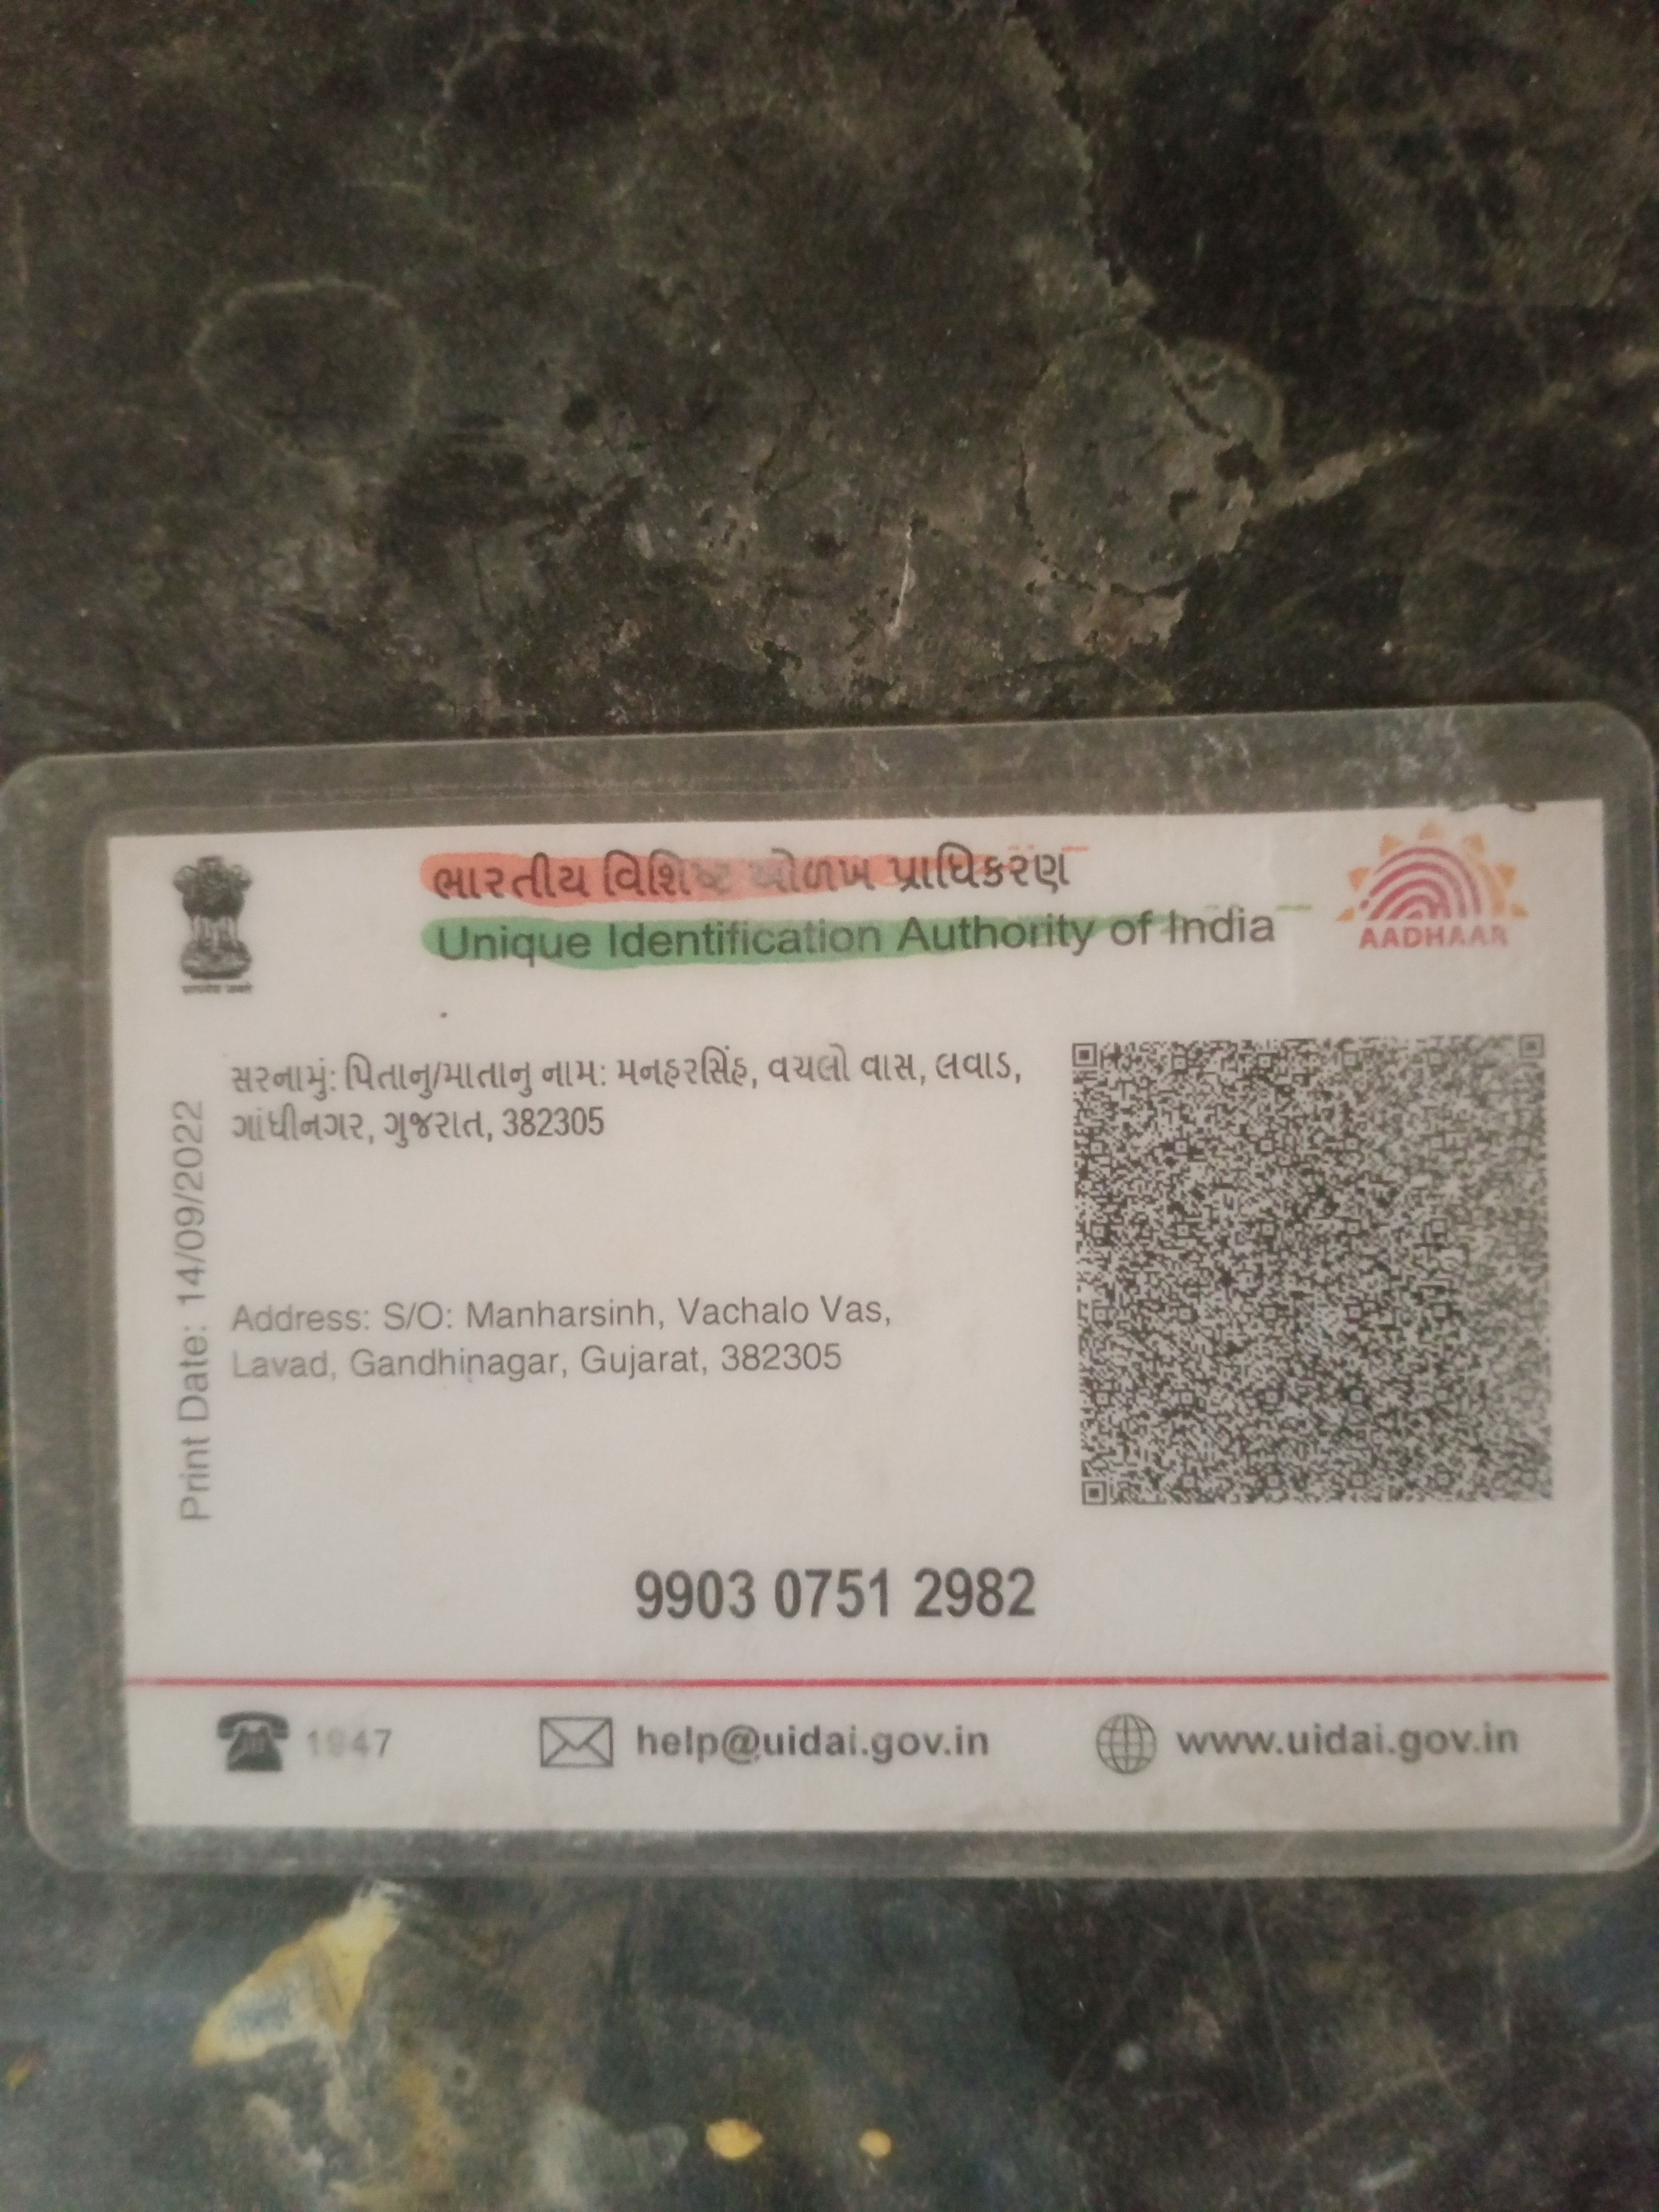 ભારતીય વિશિષ્ટ ઓળખ પ્રાધિકરણ
Unique Identification Authority of India
AADHAAR
સરનામું: પિતાનુ/માતાનુ નામ: મનહરસિંહ, વચલો વાસ, લવાડ,
ગાંધીનગર, ગુજરાત, 382305
Print Date: 14/09/2022
Address: S/O: Manharsinh, Vachalo Vas,
Lavad, Gandhinagar, Gujarat, 382305
9903 0751 2982
1947
help@uidai.gov.in
www.uidai.gov.in